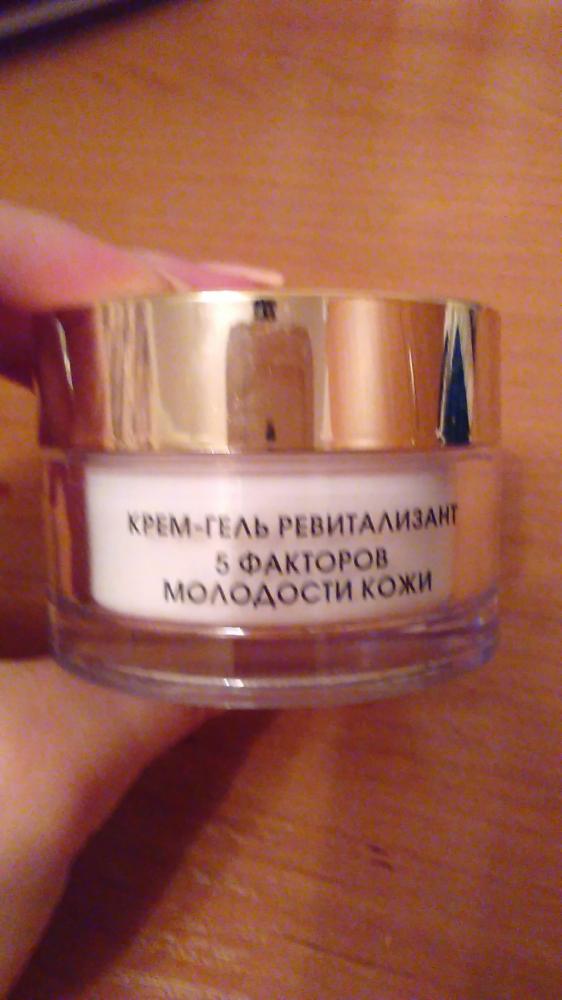 КРЕМ-ГЕЛЬ РЕВИТАЛИЗАНТ
5 ФАКТОРОВ
МОЛОДОСТИ КОЖИ